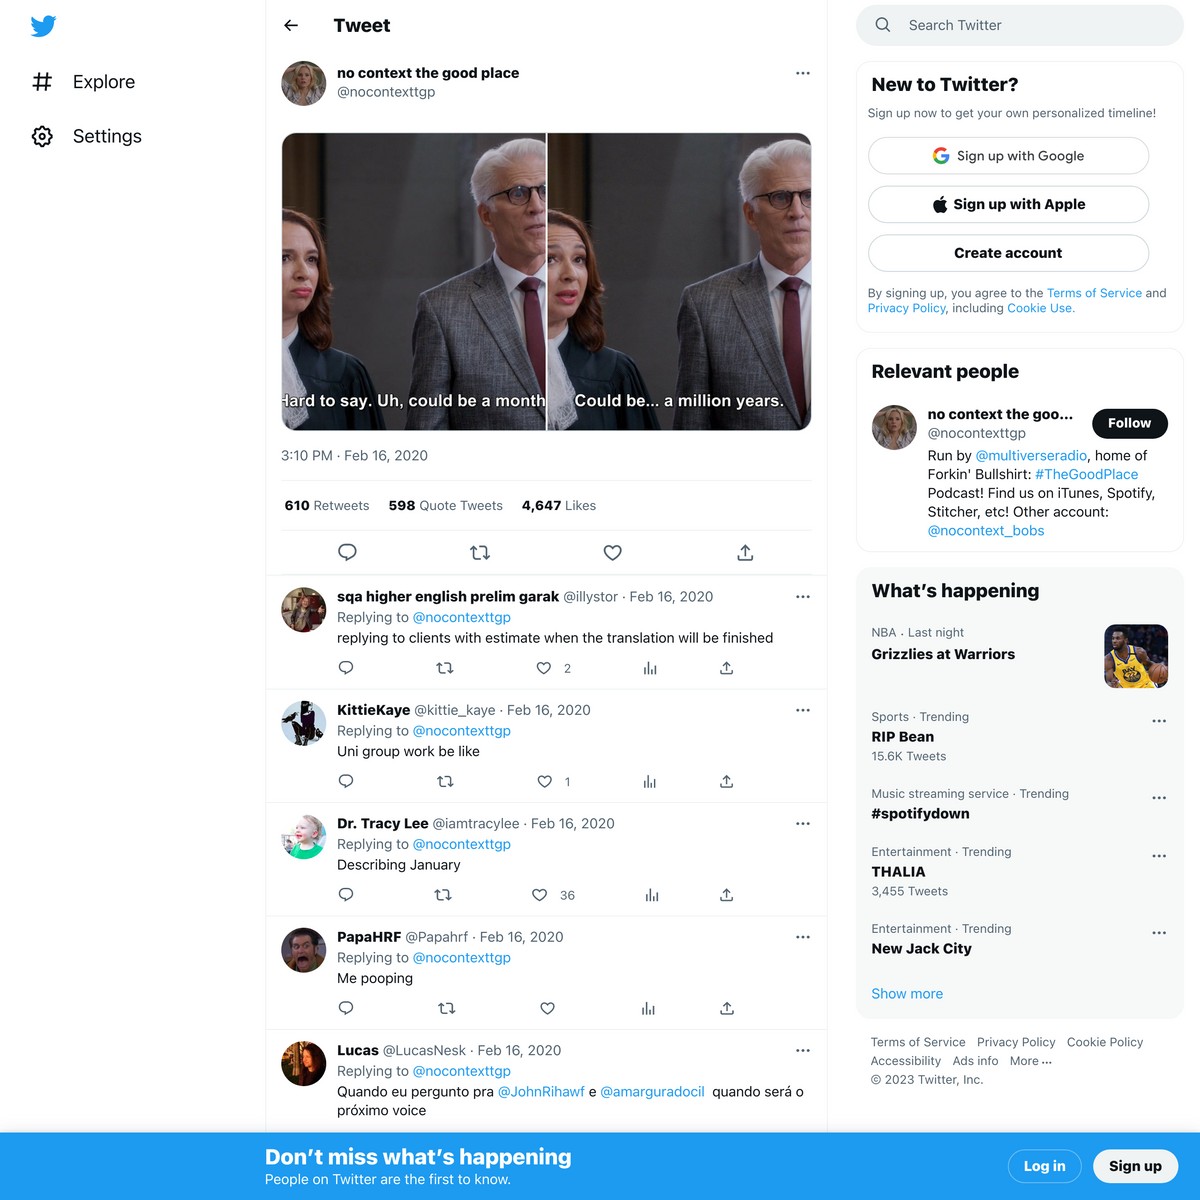 Explore
Settings
Tweet
no context the good place
@nocontexttgp
Hard to say. Uh, could be a month
Could be... a million years.
3:10 PM · Feb 16, 2020
610 Retweets 598 Quote Tweets 4,647 Likes
sqa higher english prelim garak @illystor · Feb 16, 2020
Replying to @nocontexttgp
replying to clients with estimate when the translation will be finished
2
KittieKaye @kittie_kaye · Feb 16, 2020
Replying to @nocontexttgp
Uni group work be like
1
Dr. Tracy Lee @iamtracylee · Feb 16, 2020
Replying to @nocontexttgp
Describing January
36
PapaHRF @Papahrf · Feb 16, 2020
Replying to @nocontexttgp
Me pooping
Lucas @LucasNesk · Feb 16, 2020
Replying to @nocontexttgp
Quando eu pergunto pra @JohnRihawf e @amarguradocil quando será o
próximo voice
Search Twitter
New to Twitter?
Sign up now to get your own personalized timeline!
Sign up with Google
Sign up with Apple
Create account
By signing up, you agree to the Terms of Service and
Privacy Policy, including Cookie Use.
Relevant people
no context the goo...
@nocontexttgp
Follow
Run by @multiverseradio, home of
Forkin' Bullshirt: #TheGoodPlace
Podcast! Find us on iTunes, Spotify,
Stitcher, etc! Other account:
@nocontext_bobs
What's happening
NBA · Last night
Grizzlies at Warriors
Sports · Trending
RIP Bean
15.6K Tweets
Music streaming service · Trending
#spotifydown
Entertainment · Trending
THALIA
3,455 Tweets
Entertainment · Trending
New Jack City
Show more
Terms of Service Privacy Policy Cookie Policy
Accessibility Ads info More ...
© 2023 Twitter, Inc.
Don't miss what's happening
People on Twitter are the first to know.
Log in
Sign up